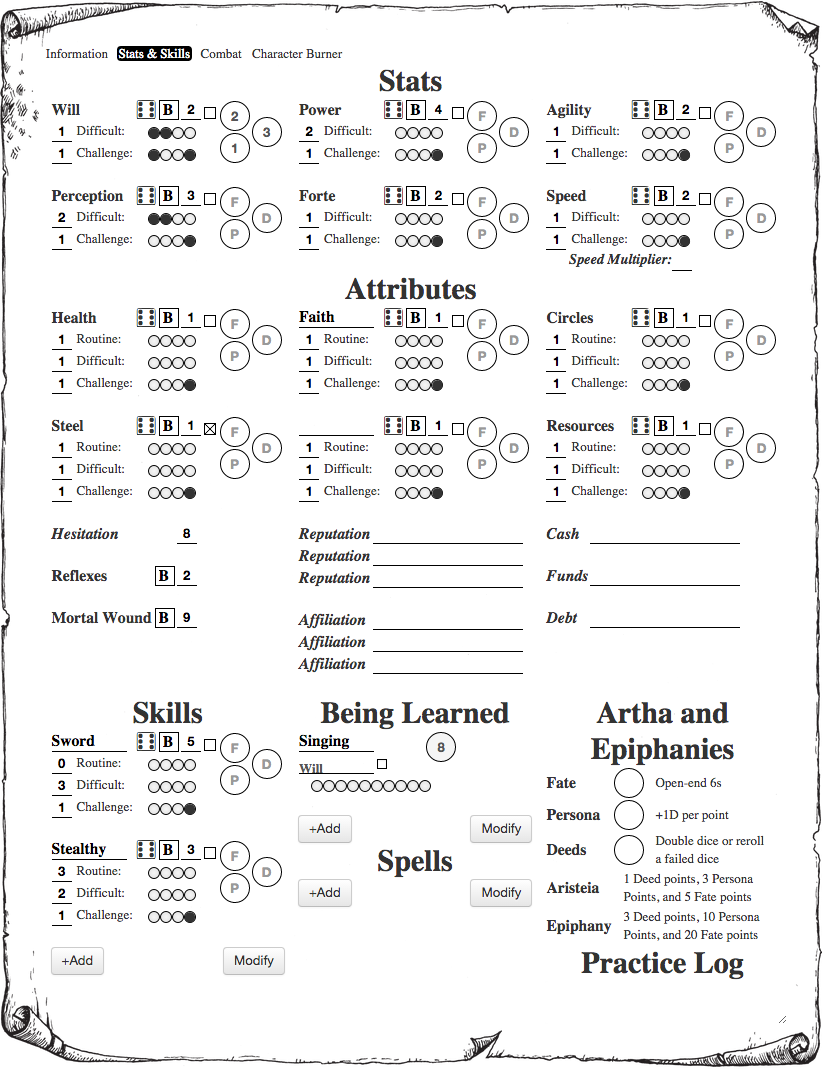 Information Stats & Skills Combat Character Burner
Stats
Will B 2 2 Power B 4 F Agility B 2 F
1 Difficult: 3 2 Difficult: D 1 Difficult: D
1 Challenge: 1 1 Challenge: P 1 Challenge: P
Perception B 3 F Forte B 2 F Speed B 2 F
2 Difficult: D 1 Difficult: D 1 Difficult: D
1 Challenge: P 1 Challenge: P 1 Challenge: P
Speed Multiplier:
Attributes
Health B 1 F Faith B 1 F Circles B 1 F
1 Routine: D 1 Routine: D 1 Routine: D
1 Difficult: P 1 Difficult: P 1 Difficult: P
1 Challenge: 1 Challenge: 1 Challenge:
Steel B 1 F B 1 F Resources B 1 F
1 Routine: D 1 Routine: D 1 Routine: D
1 Difficult: P 1 Difficult: P 1 Difficult: P
1 Challenge: 1 Challenge: 1 Challenge:
Hesitation 8 Reputation Cash
Reputation
Reflexes B 2 Reputation Funds
Mortal Wound B 9 Affiliation Debt
Affiliation
Affiliation
Skills
Sword B 5 F
0 Routine: D
3 Difficult: P
1 Challenge:
Stealthy B 3 F
3 Routine: D
2 Difficult: P
1 Challenge:
+Add Modify
Being Learned
Singing 8
Will
+Add Modify
Spells
+Add Modify
Artha and
Epiphanies
Fate Open-end 6s
Persona +1D per point
Deeds Double dice or reroll
a failed dice
Aristeia 1 Deed points, 3 Persona
Points, and 5 Fate points
Epiphany 3 Deed points, 10 Persona
Points, and 20 Fate points
Practice Log